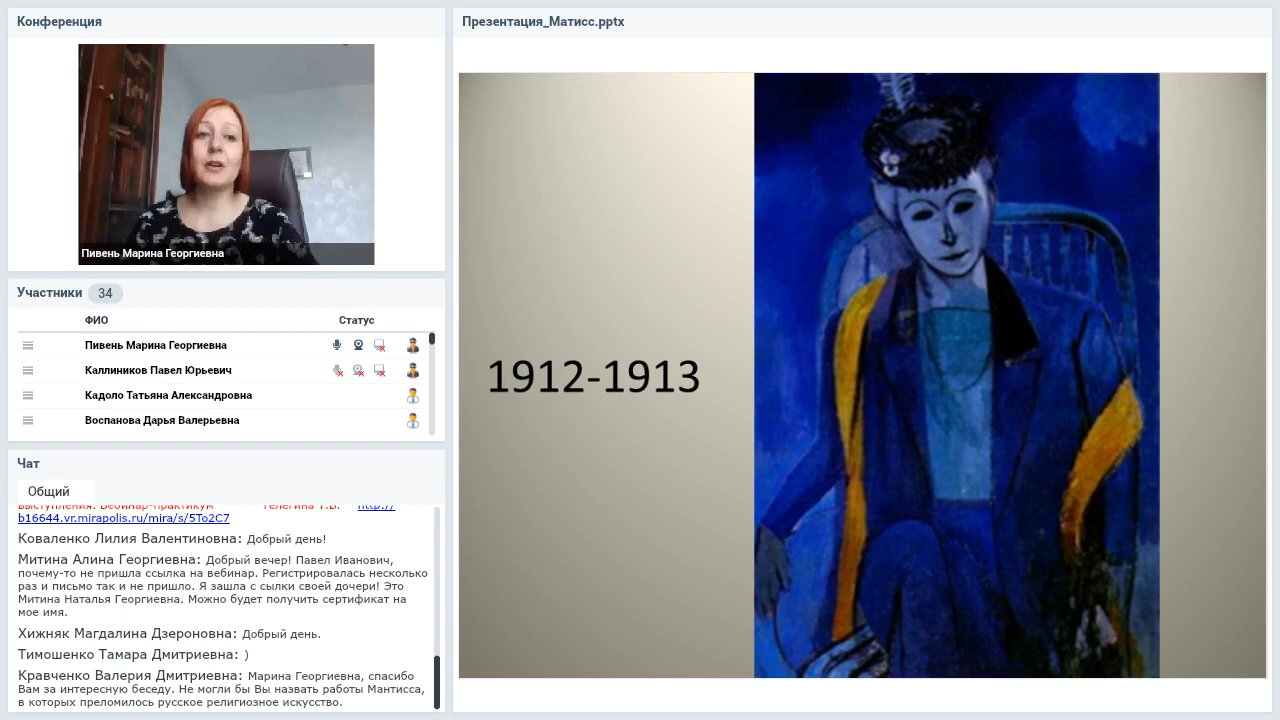 Конференция
Пивень Марина Георгиевна
Участники 34
ФИО Статус
Пивень Марина Георгиевна
Каллиников Павел Юрьевич
Кадоло Татьяна Александровна
Воспанова Дарья Валерьевна
Чат
Общий
выступления. Вебинар-практикум Телегина Т.В. http://
b16644.vr.mirapolis.ru/mira/s/5To2C7
Коваленко Лилия Валентиновна: Добрый день!
Митина Алина Георгиевна: Добрый вечер! Павел Иванович,
почему-то не пришла ссылка на вебинар. Регистрировалась несколько
раз и письмо так и не пришло. Я зашла с сылки своей дочери! Это
Митина Наталья Георгиевна. Можно будет получить сертификат на
мое имя.
Хижняк Магдалина Дзероновна: Добрый день.
Тимошенко Тамара Дмитриевна: )
Кравченко Валерия Дмитриевна: Марина Георгиевна, спасибо
Вам за интересную беседу. Не могли бы Вы назвать работы Мантисса,
в которых преломилось русское религиозное искусство.
Презентация_Матисс.pptx
1912-1913